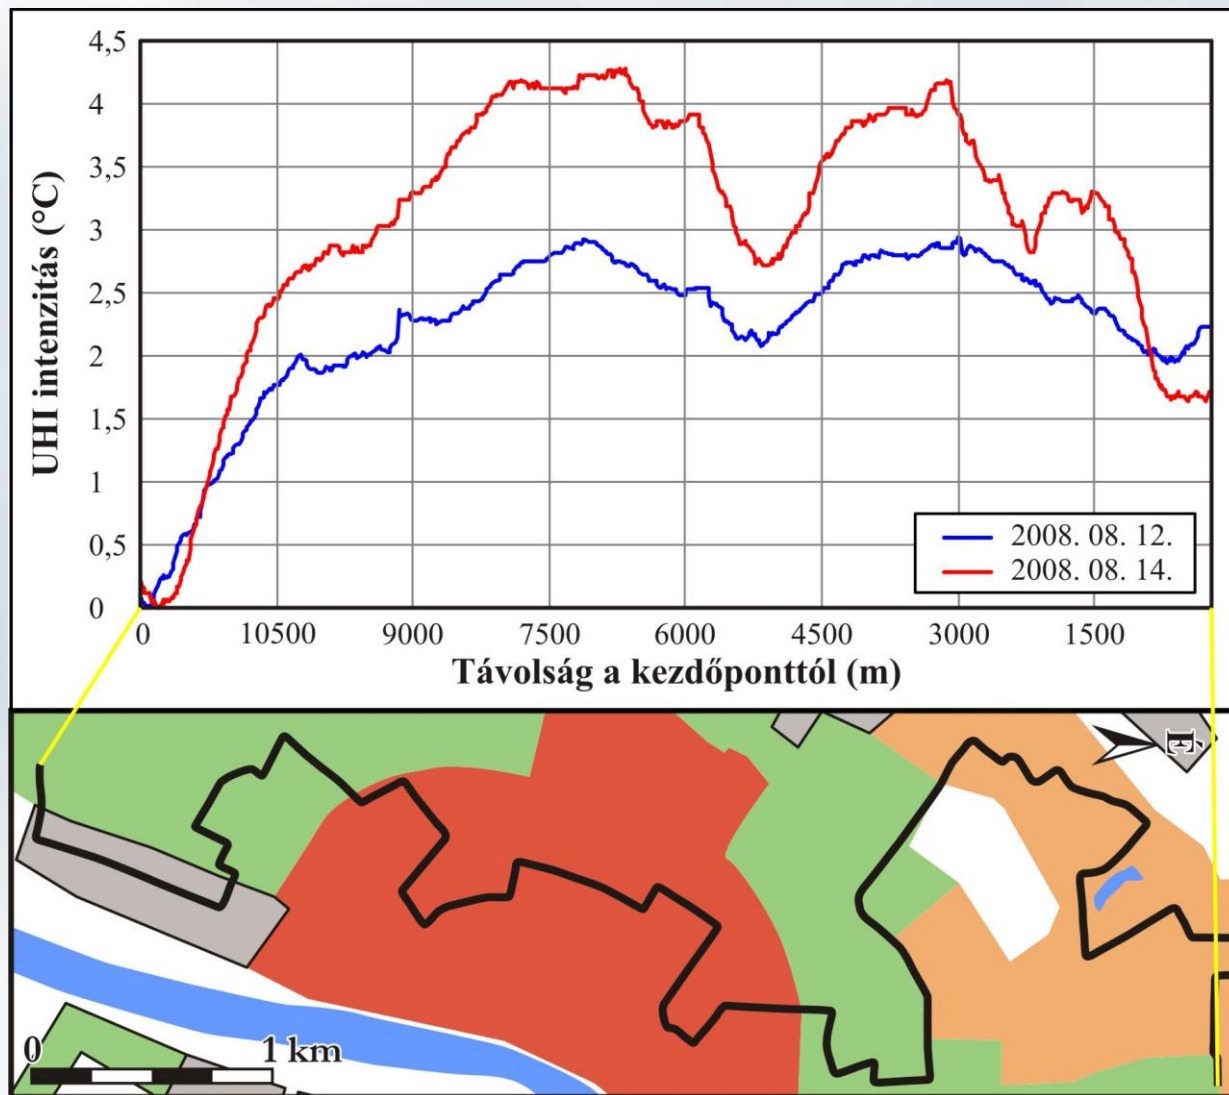 4,5
4
3,5
3
2,5
2
1,5
1
0,5
0
UHI intenzitás (°C)
2008. 08. 12.
2008. 08. 14.
0 10500 9000 7500 6000 4500 3000 1500
Távolság a kezdőponttól (m)
É
0 1 km